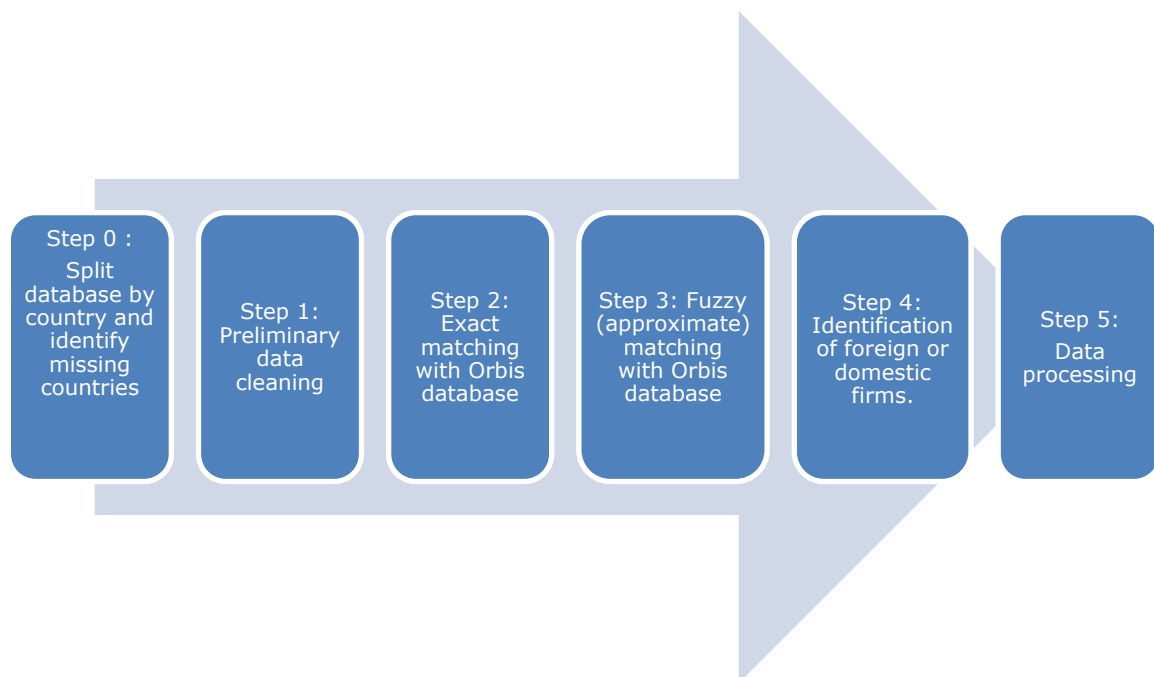 Step 0 :
Split
database by
country and
identify
missing
countries
Step 1:
Preliminary
data
cleaning
Step 2:
Exact
matching
with Orbis
database
Step 3: Fuzzy
(approximate)
matching
with Orbis
database
Step 4:
Identification
of foreign or
domestic
firms.
Step 5:
Data
processing